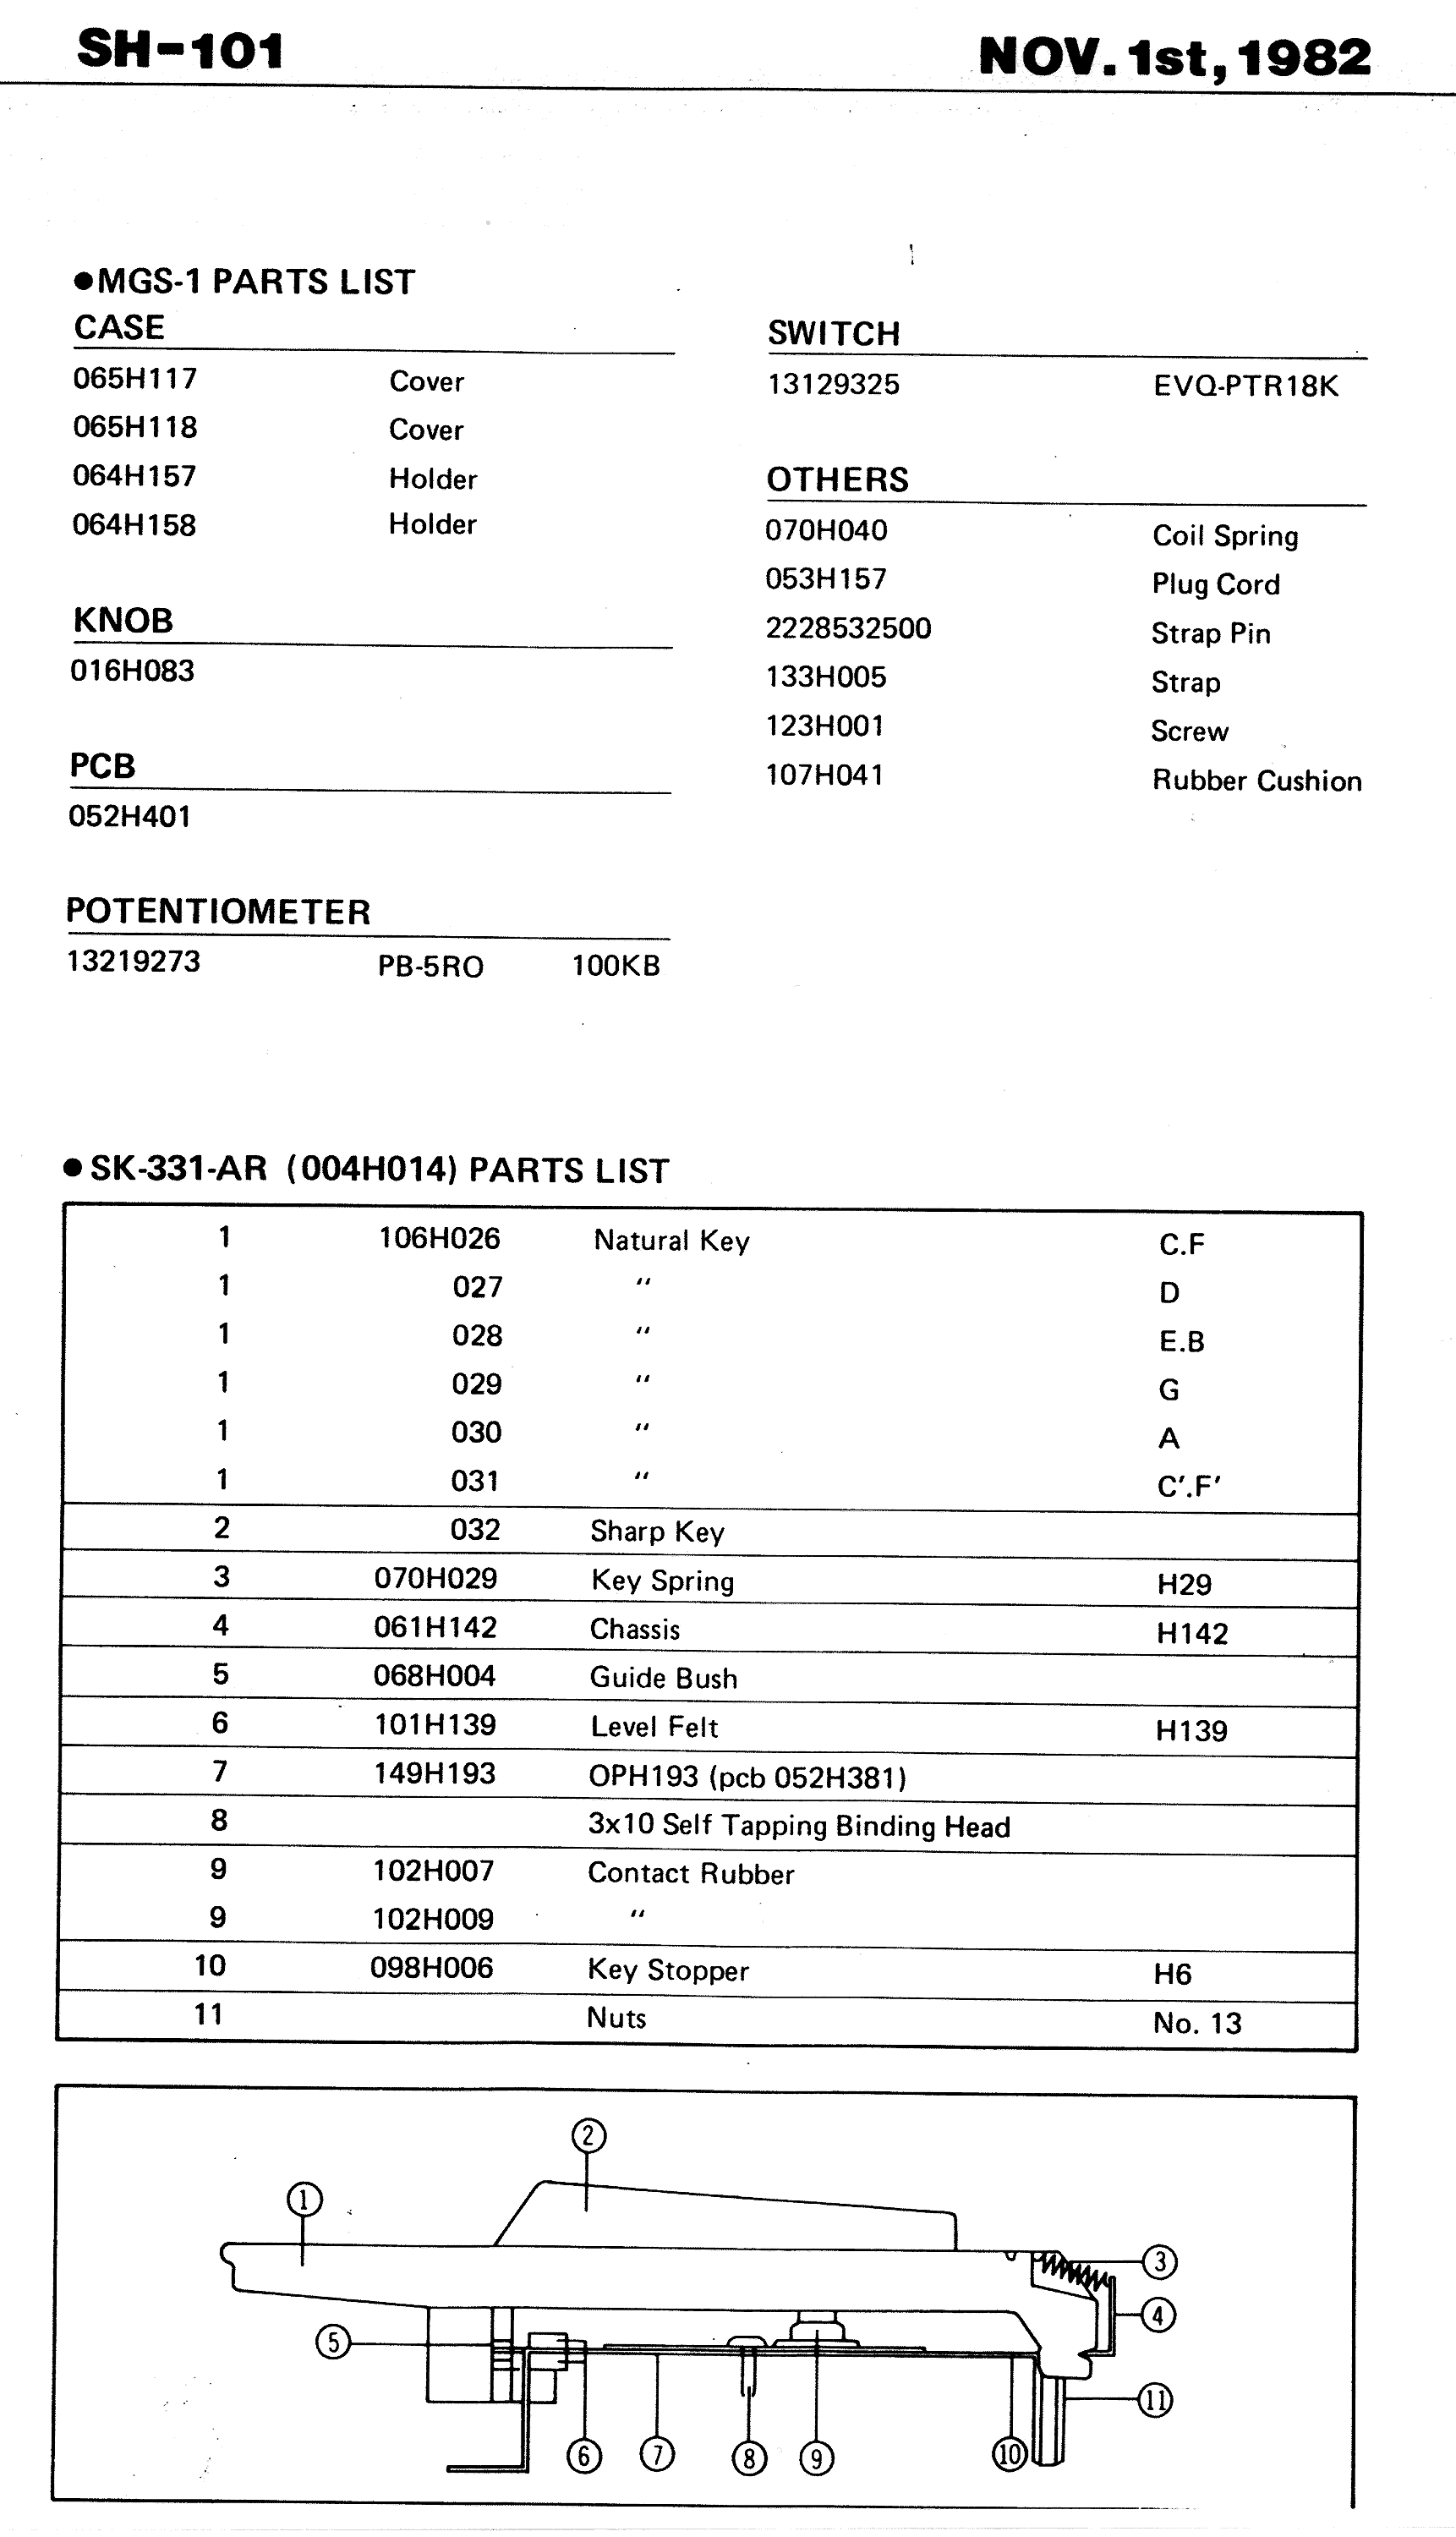 SH-101 NOV. 1st, 1982
●MGS-1 PARTS LIST
CASE
065H117 Cover
065H118 Cover
064H157 Holder
064H158 Holder
KNOB
016H083
PCB
052H401
POTENTIOMETER
13219273 PB-5RO 100KB
SWITCH
13129325 EVQ-PTR18K
OTHERS
070H040 Coil Spring
053H157 Plug Cord
2228532500 Strap Pin
133H005 Strap
123H001 Screw
107H041 Rubber Cushion
● SK-331-AR (004H014) PARTS LIST
1 106H026 Natural Key C.F
1 027 〃 D
1 028 〃 E.B
1 029 〃 G
1 030 〃 A
1 031 〃 C′.F′
2 032 Sharp Key
3 070H029 Key Spring H29
4 061H142 Chassis H142
5 068H004 Guide Bush
6 101H139 Level Felt H139
7 149H193 OPH193 (pcb 052H381)
8 3x10 Self Tapping Binding Head
9 102H007 Contact Rubber
9 102H009 〃
10 098H006 Key Stopper H6
11 Nuts No. 13
②
①
③
④
⑤
⑪
⑥ ⑦ ⑧ ⑨ ⑩